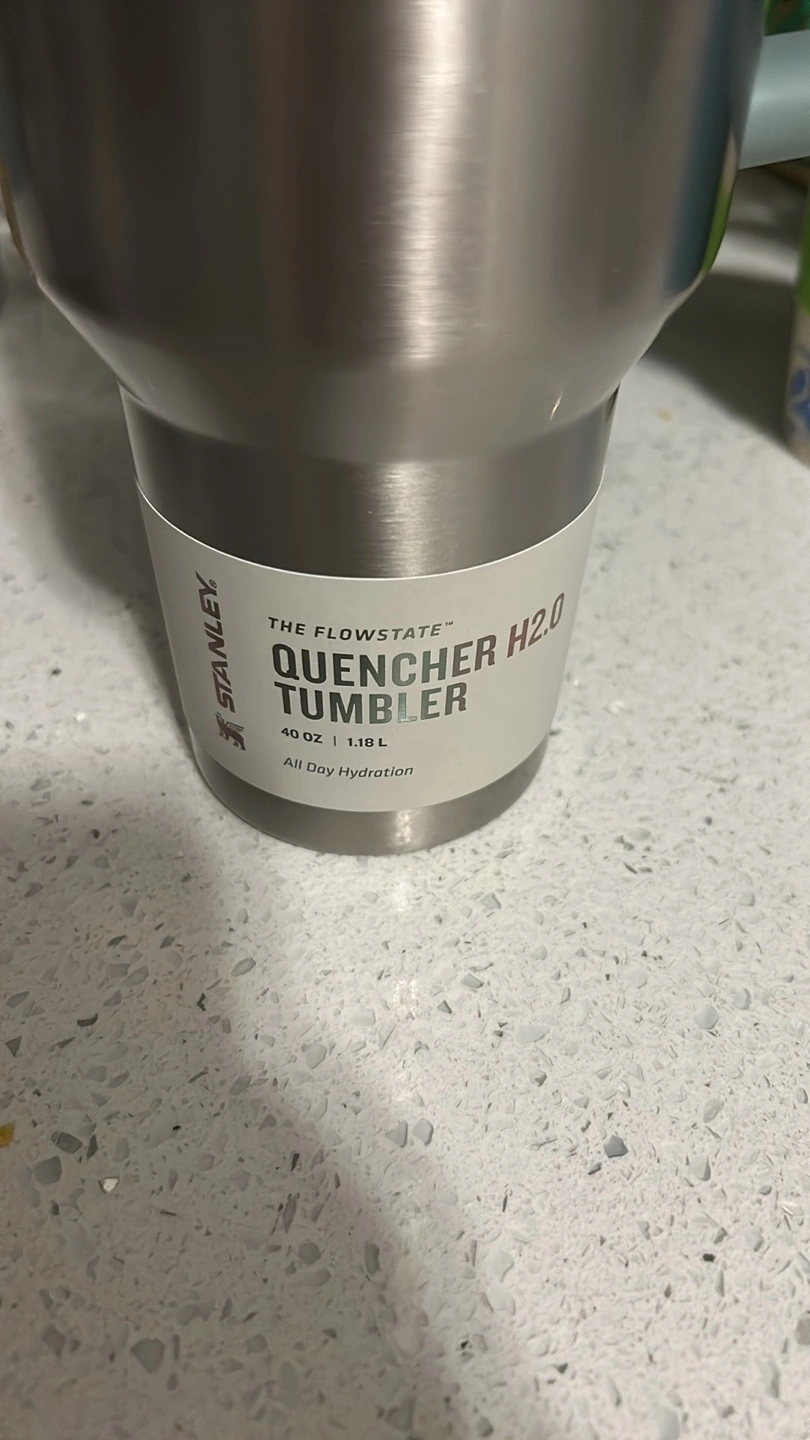 STANLEY®
THE FLOWSTATE™
QUENCHER H2.0
TUMBLER
40 OZ | 1.18 L
All Day Hydration